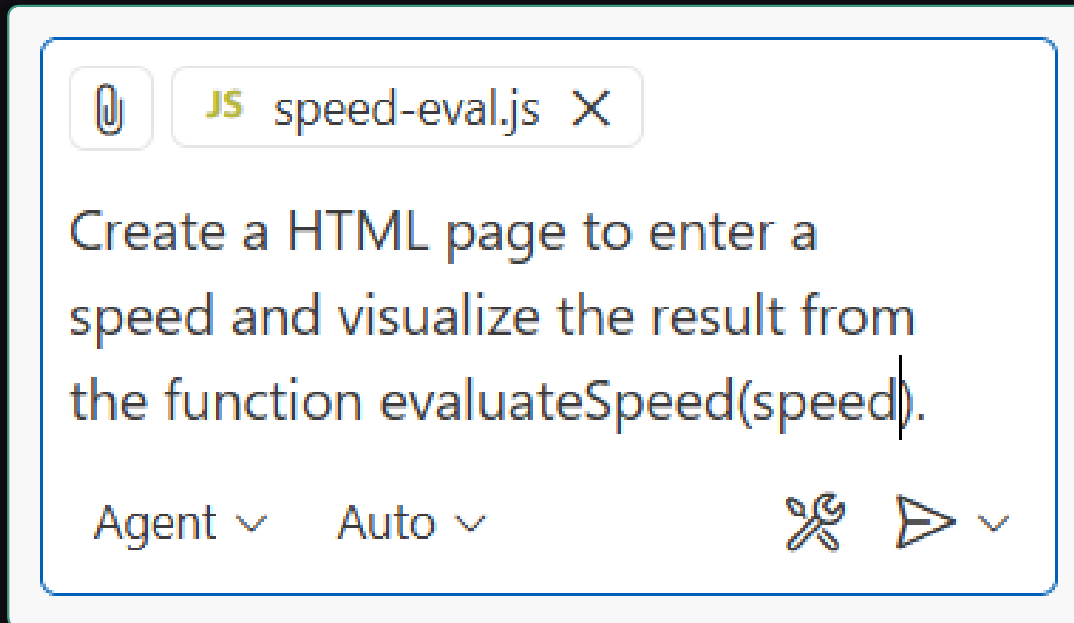 JS speed-eval.js
Create a HTML page to enter a
speed and visualize the result from
the function evaluateSpeed(speed).
Agent Auto